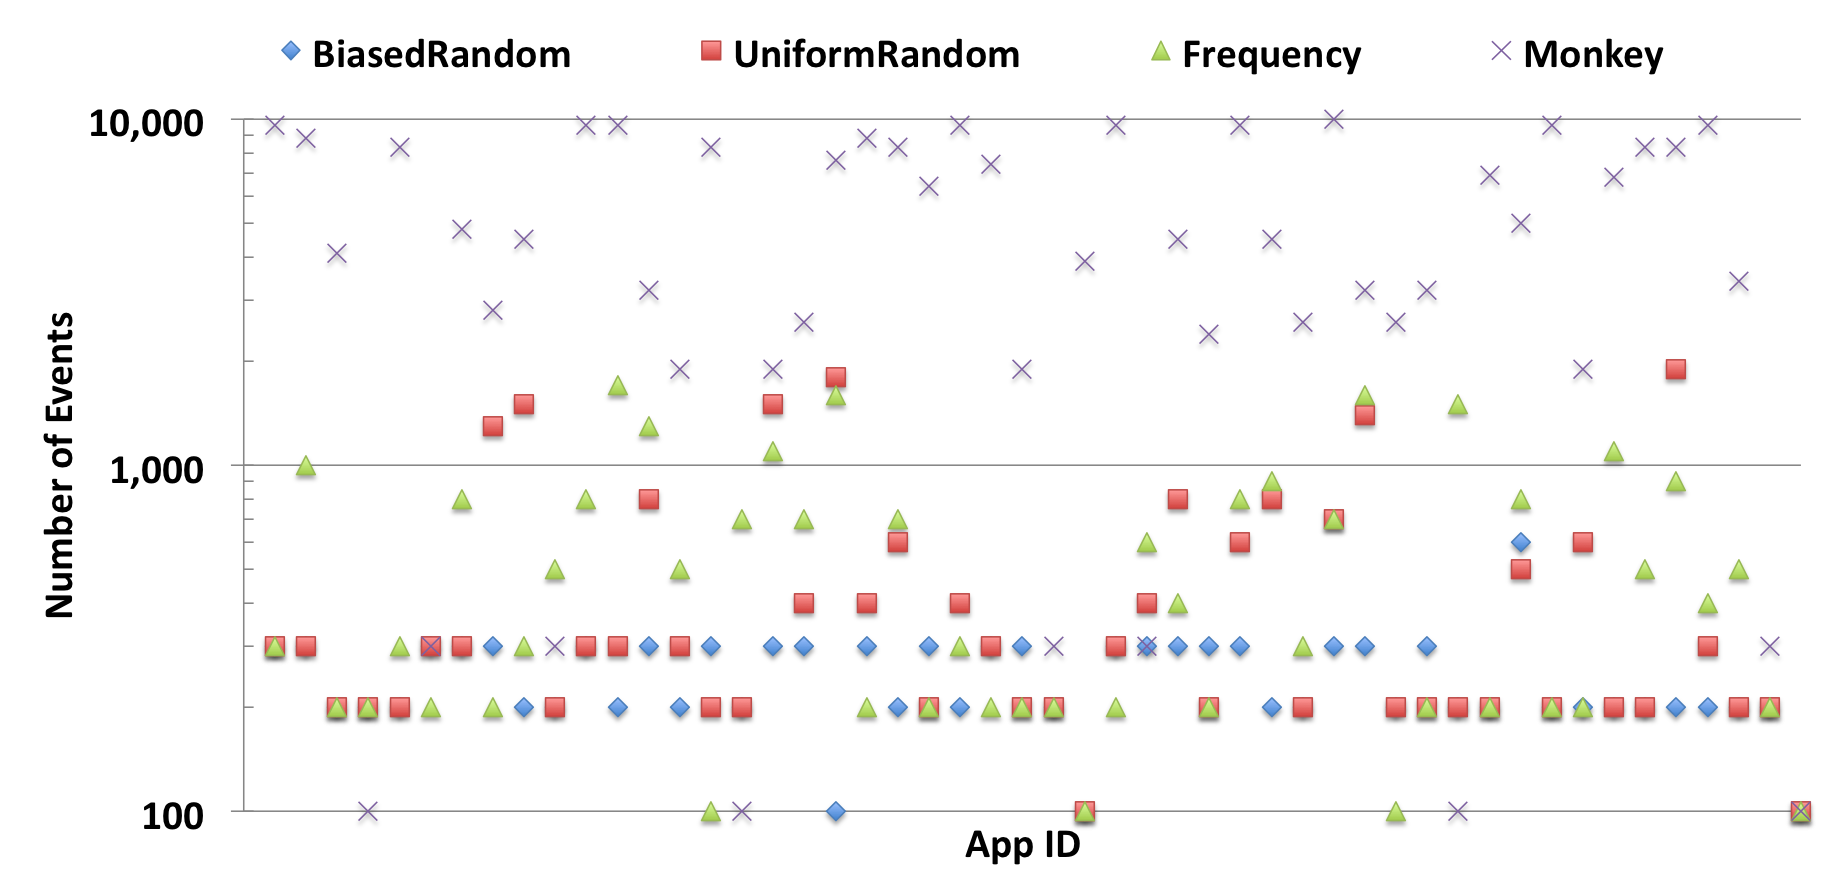 BiasedRandom UniformRandom Frequency Monkey
10,000
1,000
100
Number of Events
App ID